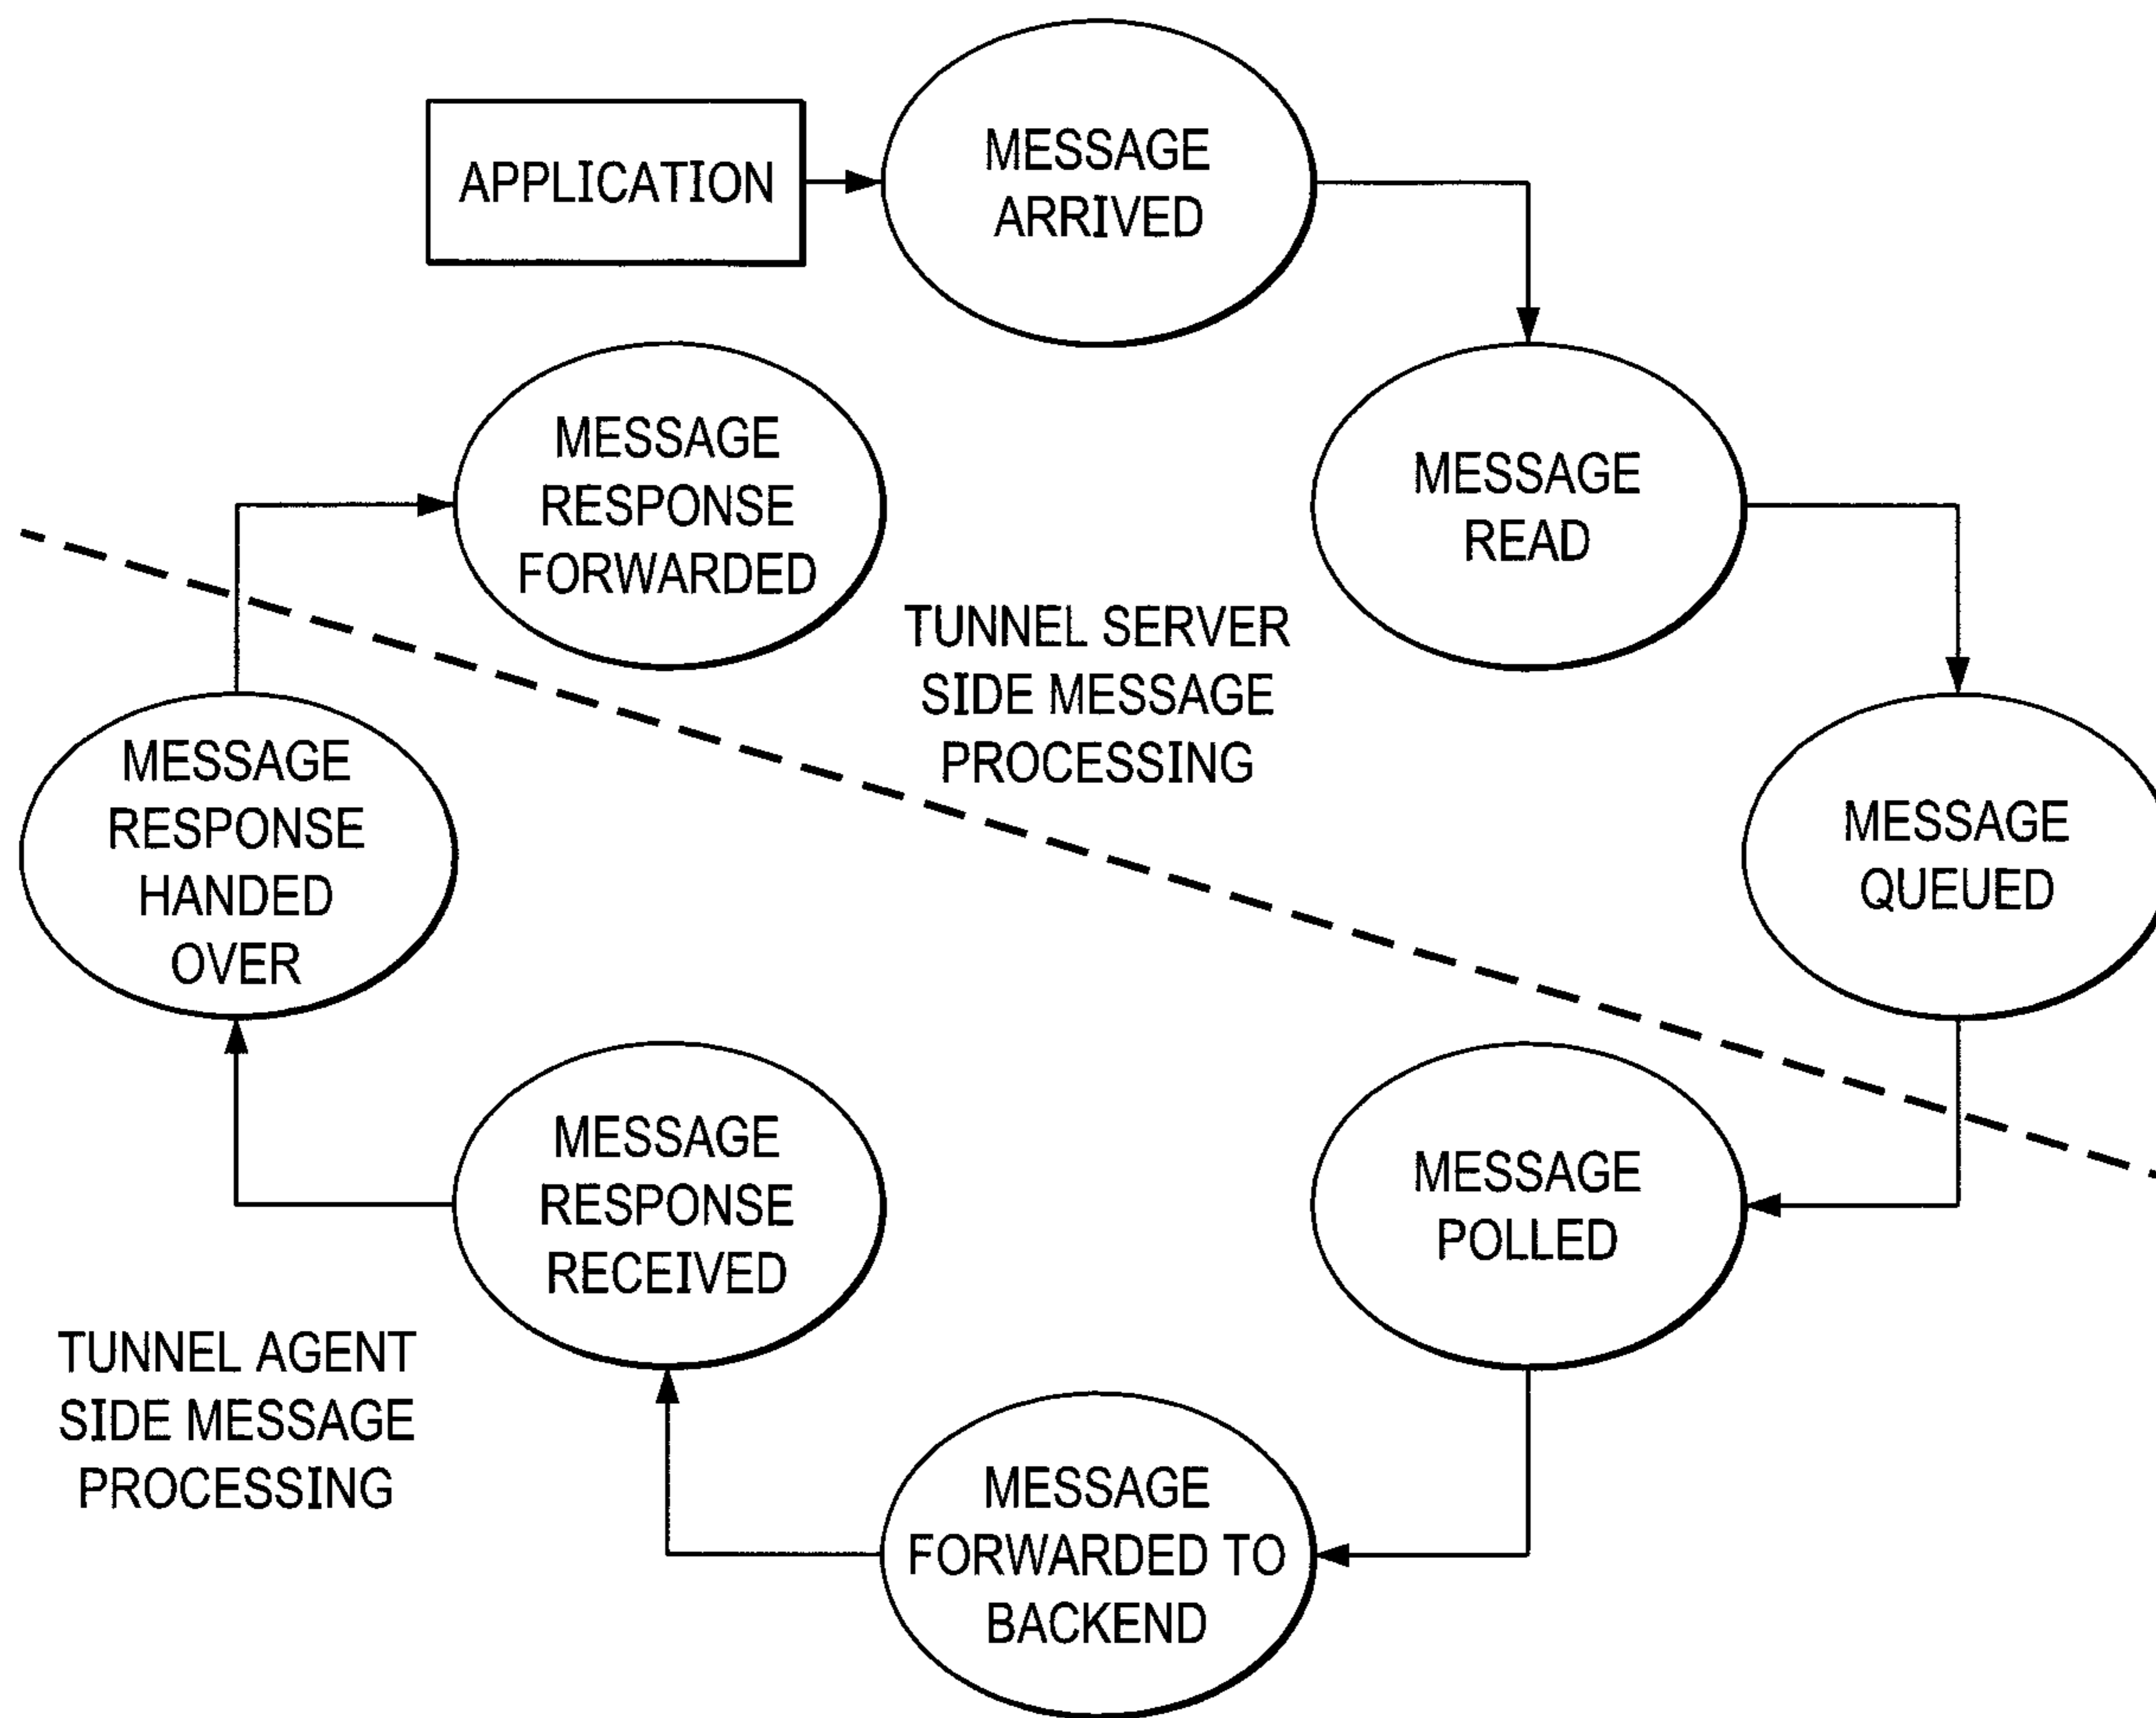 APPLICATION
MESSAGE
ARRIVED
MESSAGE
READ
MESSAGE
QUEUED
MESSAGE
POLLED
MESSAGE
FORWARDED TO
BACKEND
MESSAGE
RESPONSE
RECEIVED
MESSAGE
RESPONSE
HANDED
OVER
MESSAGE
RESPONSE
FORWARDED
TUNNEL SERVER
SIDE MESSAGE
PROCESSING
TUNNEL AGENT
SIDE MESSAGE
PROCESSING